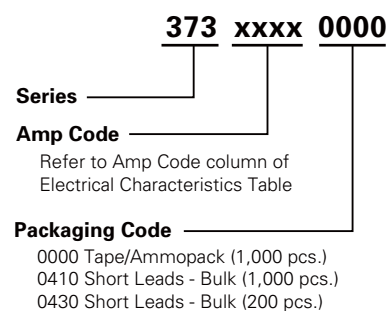 373 xxxx 0000
Series
Amp Code
Refer to Amp Code column of
Electrical Characteristics Table
Packaging Code
0000 Tape/Ammopack (1,000 pcs.)
0410 Short Leads - Bulk (1,000 pcs.)
0430 Short Leads - Bulk (200 pcs.)